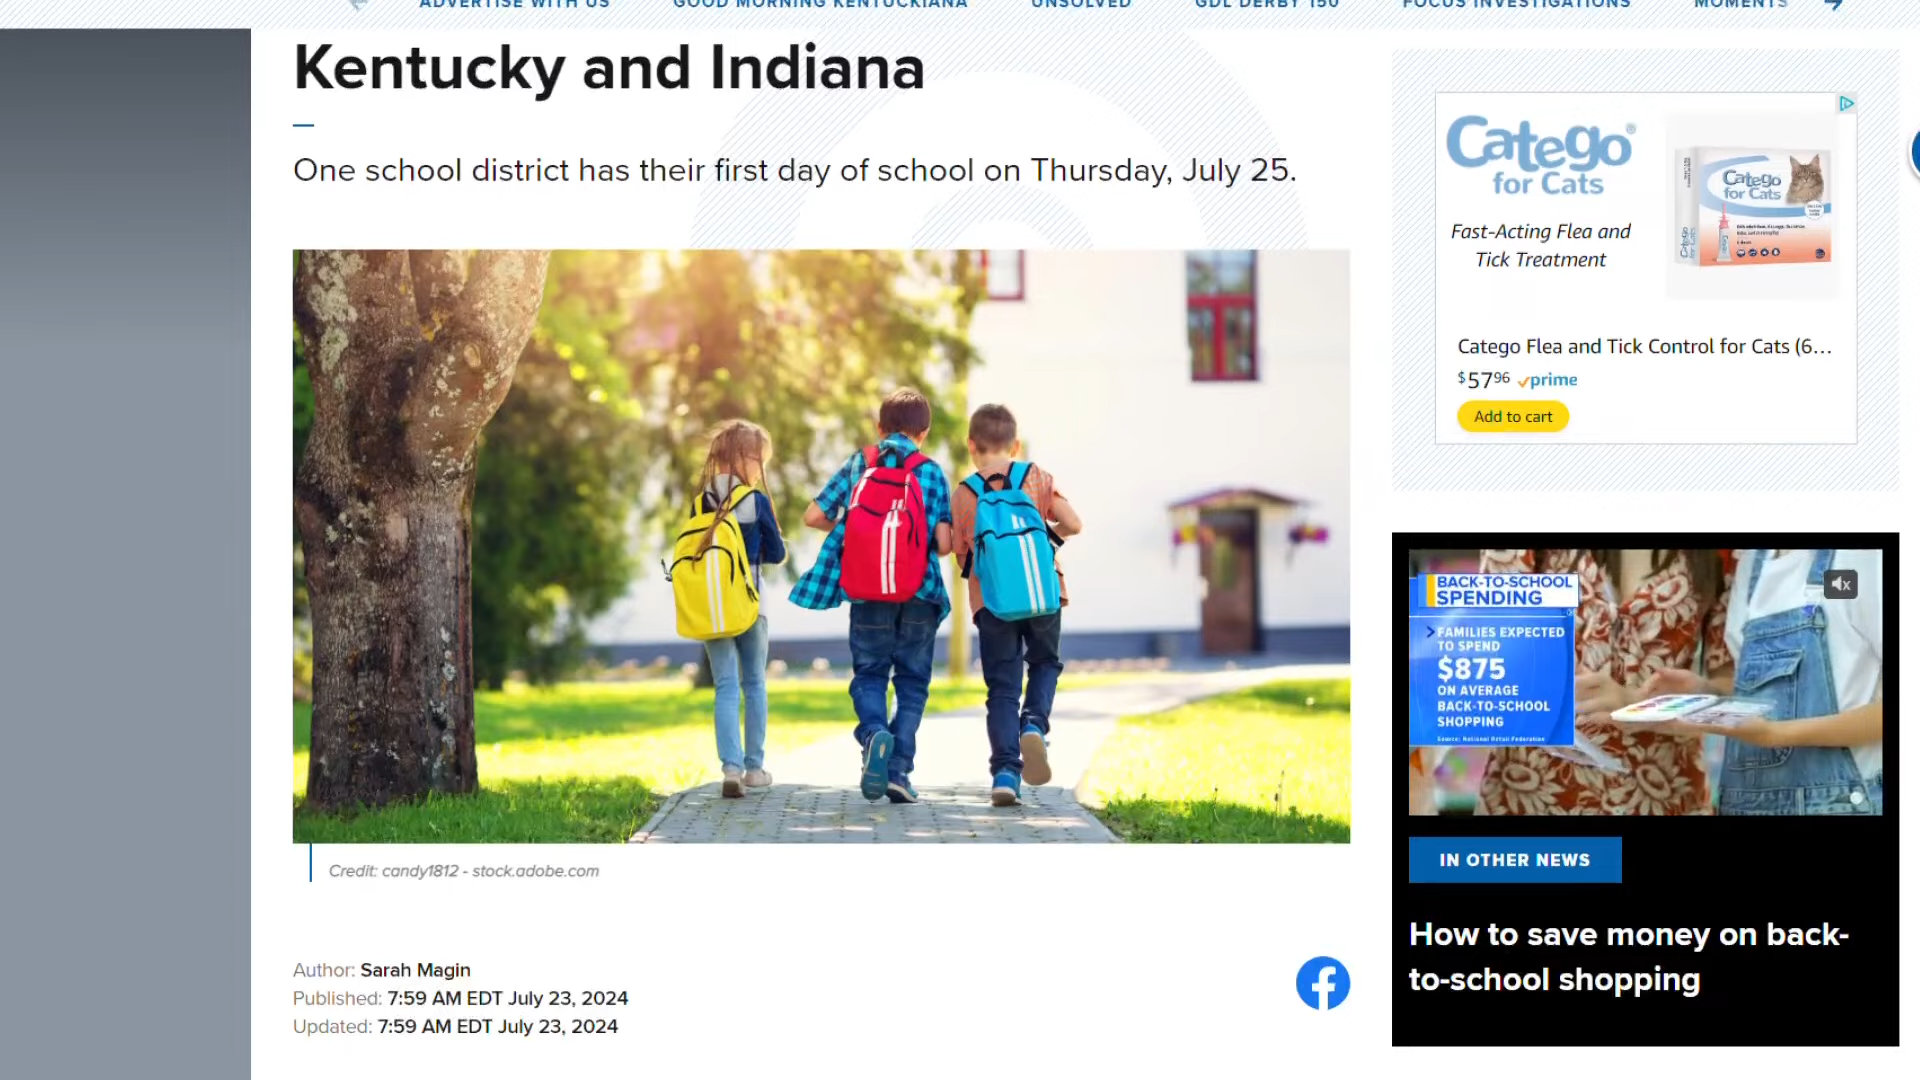 ADVERTISE WITH US GOOD MORNING KENTUCKIANA UNSOLVED GDL DERBY 150 FOCUS INVESTIGATIONS MOMENTS
Kentucky and Indiana
One school district has their first day of school on Thursday, July 25.
Credit: candy1812 - stock.adobe.com
Author: Sarah Magin
Published: 7:59 AM EDT July 23, 2024
Updated: 7:59 AM EDT July 23, 2024
Catego®
for Cats
Fast-Acting Flea and
Tick Treatment
Catego
for Cats
Catego Flea and Tick Control for Cats (6...
$57.96 prime
Add to cart
BACK-TO-SCHOOL
SPENDING
FAMILIES EXPECTED
TO SPEND
$875
ON AVERAGE
BACK-TO-SCHOOL
SHOPPING
Source: National Retail Federation
IN OTHER NEWS
How to save money on back-
to-school shopping